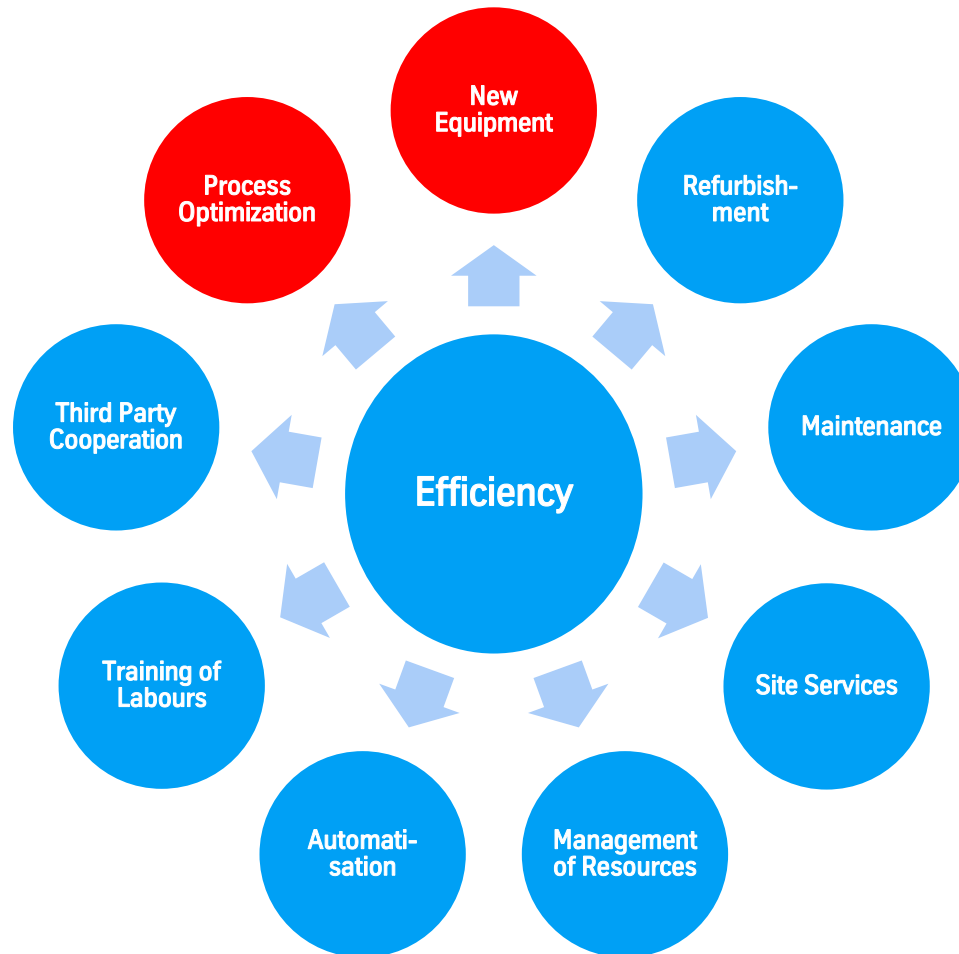 New
Equipment
Refurbish-
ment
Maintenance
Site Services
Management
of Resources
Automati-
sation
Training of
Labours
Third Party
Cooperation
Process
Optimization
Efficiency